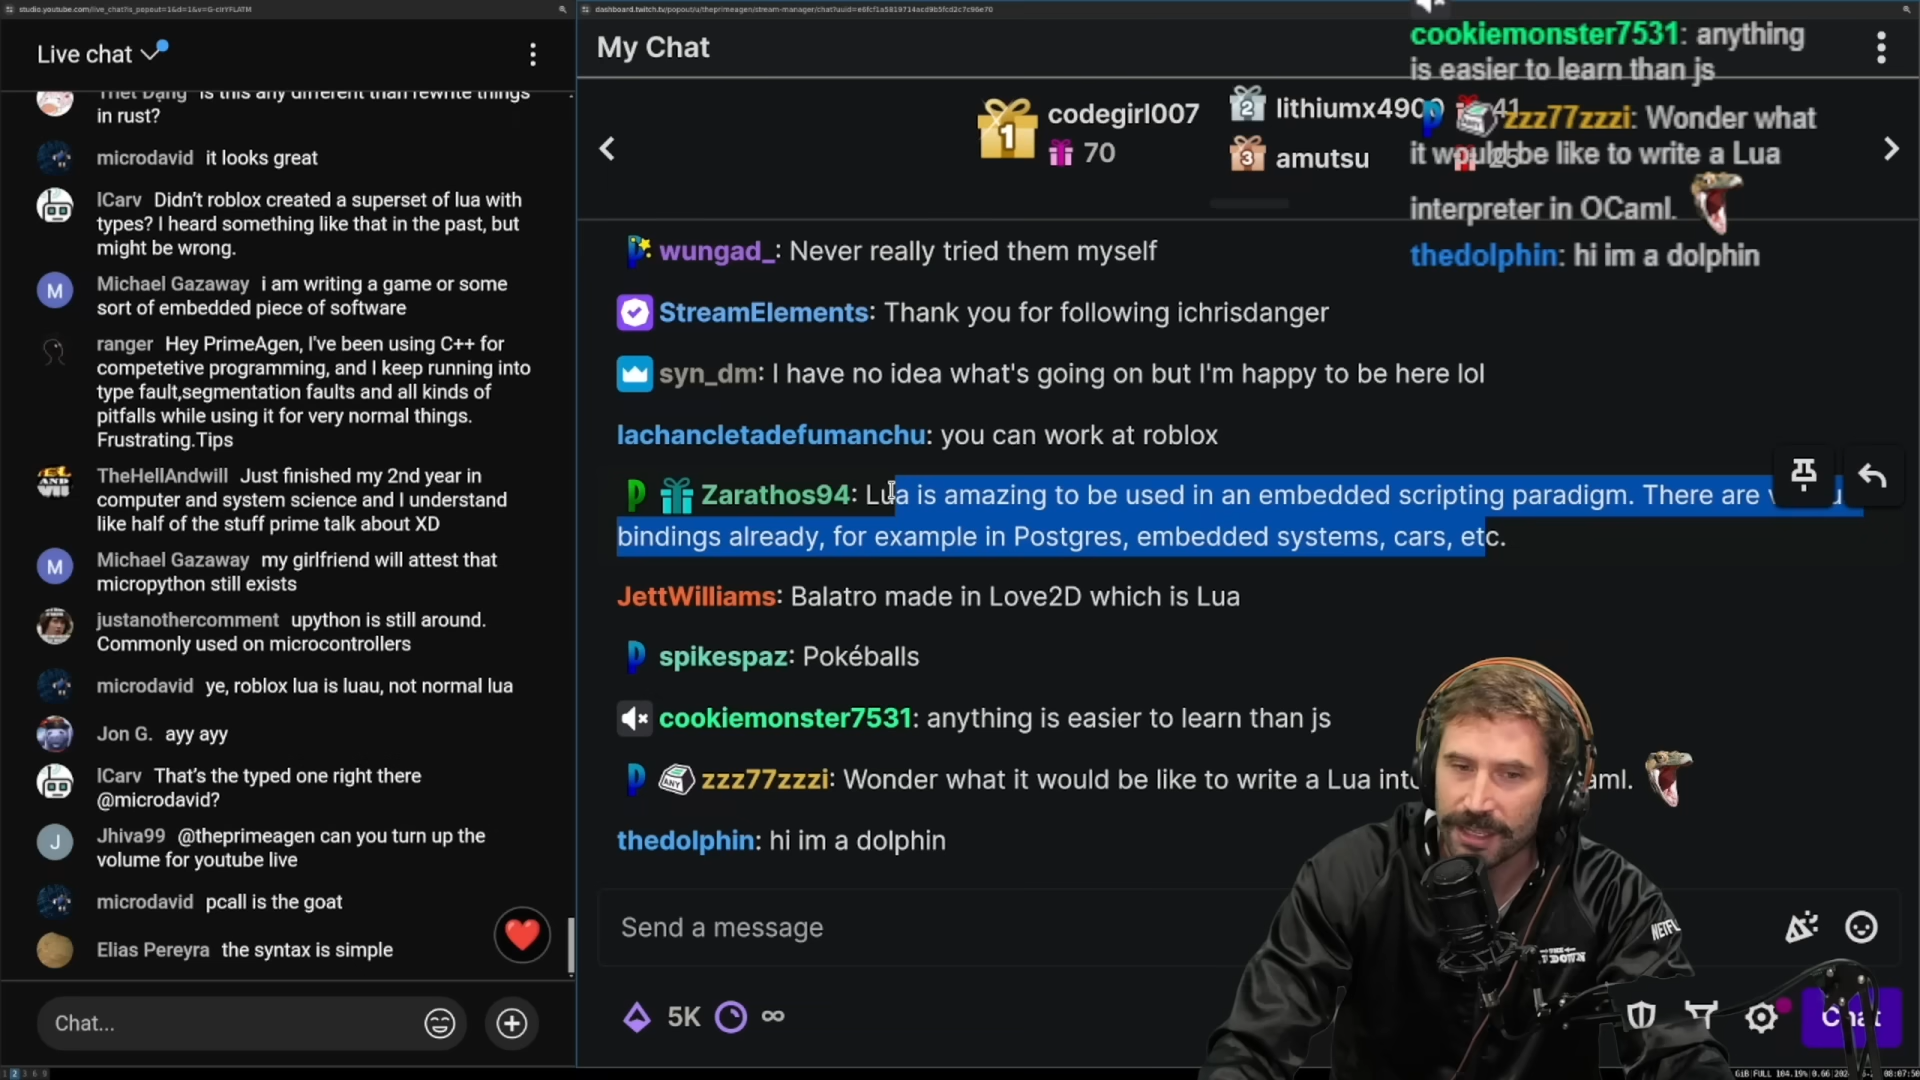 studio.youtube.com/live_chat?is_popout=1&d=1&v=G-cirYFLATM
Live chat
Thet Dang is this any different than rewrite things
in rust?
microdavid it looks great
lCarv Didn’t roblox created a superset of lua with
types? I heard something like that in the past, but
might be wrong.
Michael Gazaway i am writing a game or some
sort of embedded piece of software
ranger Hey PrimeAgen, I've been using C++ for
competetive programming, and I keep running into
type fault,segmentation faults and all kinds of
pitfalls while using it for very normal things.
Frustrating.Tips
TheHellAndwill Just finished my 2nd year in
computer and system science and I understand
like half of the stuff prime talk about XD
Michael Gazaway my girlfriend will attest that
micropython still exists
justanothercomment upython is still around.
Commonly used on microcontrollers
microdavid ye, roblox lua is luau, not normal lua
Jon G. ayy ayy
lCarv That’s the typed one right there
@microdavid?
Jhiva99 @theprimeagen can you turn up the
volume for youtube live
microdavid pcall is the goat
Elias Pereyra the syntax is simple
Chat...
My Chat
1 codegirl007
70
2 lithiumx4900 41
3 amutsu 25
wungad_: Never really tried them myself
StreamElements: Thank you for following ichrisdanger
syn_dm: I have no idea what's going on but I'm happy to be here lol
lachancletadefumanchu: you can work at roblox
Zarathos94: Lua is amazing to be used in an embedded scripting paradigm. There are
bindings already, for example in Postgres, embedded systems, cars, etc.
JettWilliams: Balatro made in Love2D which is Lua
spikespaz: Pokéballs
cookiemonster7531: anything is easier to learn than js
zzz77zzzi: Wonder what it would be like to write a Lua
thedolphin: hi im a dolphin
Send a message
5K ∞
Chat
cookiemonster7531: anything
is easier to learn than js
zzz77zzzi: Wonder what
it would be like to write a Lua
interpreter in OCaml.
thedolphin: hi im a dolphin